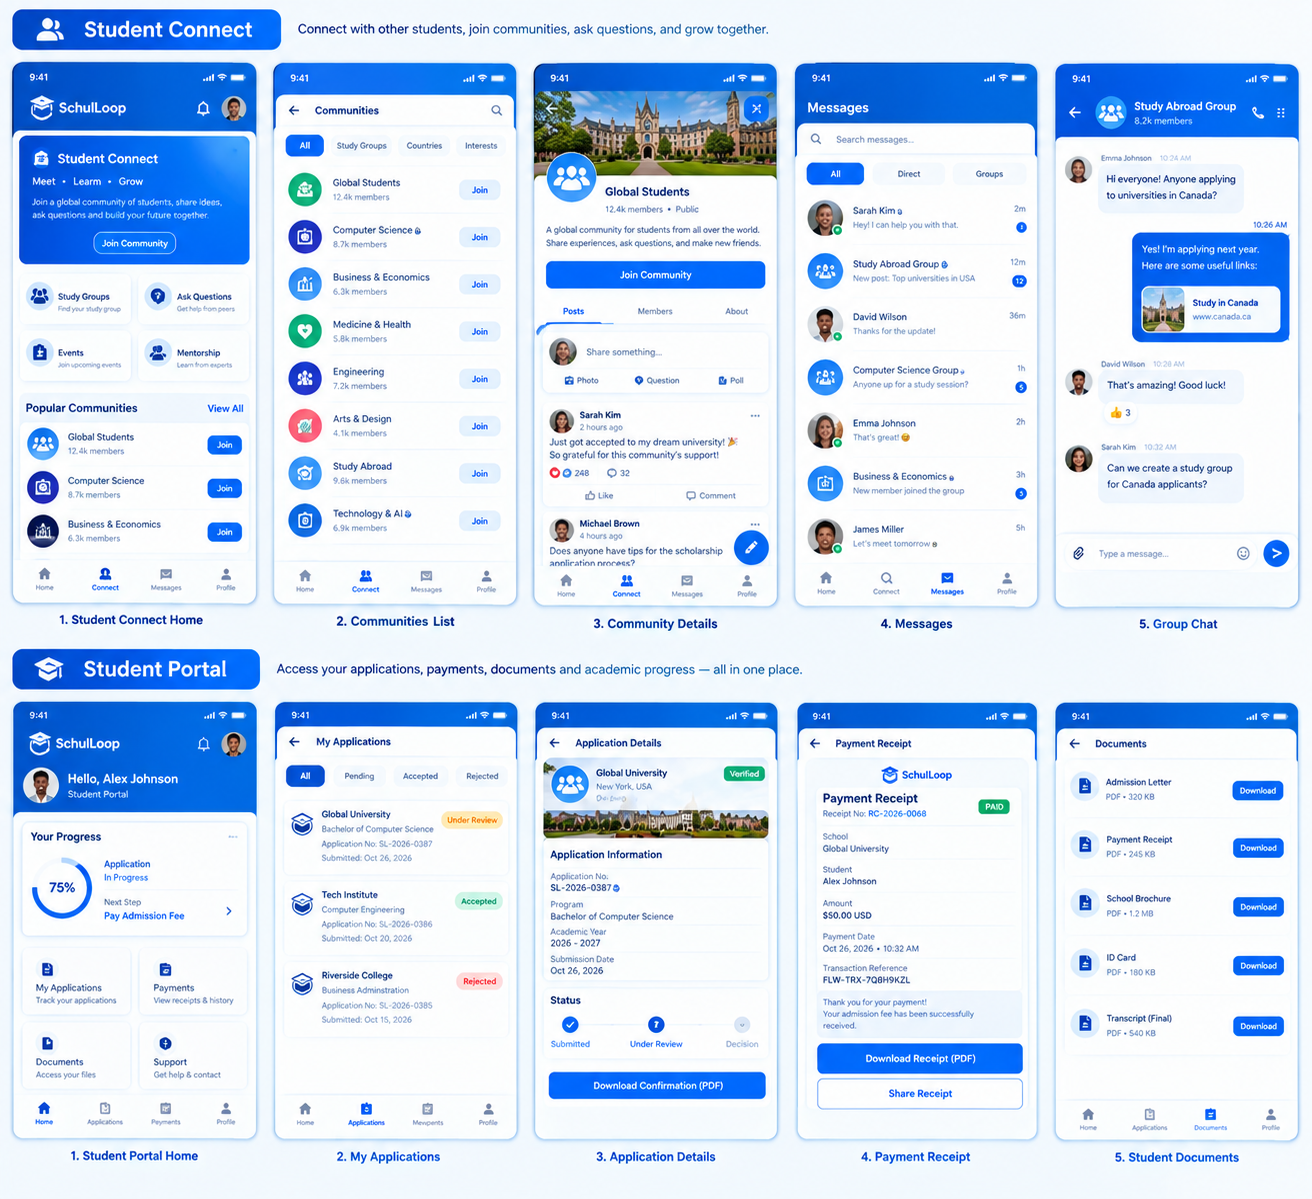 Student Connect
Connect with other students, join communities, ask questions, and grow together.
9:41
SchulLoop
Student Connect
Meet • Learm • Grow
Join a global community of students, share ideas,
ask questions and build your future together.
Join Community
Study Groups
Find your study group
Ask Questions
Get help from peers
Events
Join upcoming events
Mentorship
Learn from experts
Popular Communities
View All
Global Students
12.4k members
Join
Computer Science
8.7k members
Join
Business & Economics
6.3k members
Join
Home
Connect
Messages
Profile
1. Student Connect Home
9:41
Communities
All
Study Groups
Countries
Interests
Global Students
12.4k members
Join
Computer Science
8.7k members
Join
Business & Economics
6.3k members
Join
Medicine & Health
5.8k members
Join
Engineering
7.2k members
Join
Arts & Design
4.1k members
Join
Study Abroad
9.6k members
Join
Technology & AI
6.9k members
Join
Home
Connect
Messages
Profile
2. Communities List
9:41
Global Students
12.4k members • Public
A global community for students from all over the world.
Share experiences, ask questions, and make new friends.
Join Community
Posts
Members
About
Share something...
Photo
Question
Poll
Sarah Kim
2 hours ago
Just got accepted to my dream university! 🎉
So grateful for this community's support!
248
32
Like
Comment
Michael Brown
4 hours ago
Does anyone have tips for the scholarship
application process?
Home
Connect
Messages
Profile
3. Community Details
9:41
Messages
Search messages...
All
Direct
Groups
Sarah Kim
2m
Hey! I can help you with that.
Study Abroad Group
12m
New post: Top universities in USA
12
David Wilson
36m
Thanks for the update!
Computer Science Group
1h
Anyone up for a study session?
5
Emma Johnson
2h
That's great! 😊
Business & Economics
3h
New member joined the group
James Miller
5h
Let's meet tomorrow
Home
Connect
Messages
Profile
4. Messages
9:41
Study Abroad Group
8.2k members
Emma Johnson 10:24 AM
Hi everyone! Anyone applying
to universities in Canada?
10:26 AM
Yes! I'm applying next year.
Here are some useful links:
Study in Canada
www.canada.ca
David Wilson 10:28 AM
That's amazing! Good luck!
👍 3
Sarah Kim 10:32 AM
Can we create a study group
for Canada applicants?
Type a message...
5. Group Chat
Student Portal
Access your applications, payments, documents and academic progress — all in one place.
9:41
SchulLoop
Hello, Alex Johnson
Student Portal
Your Progress
75%
Application
In Progress
Next Step
Pay Admission Fee
My Applications
Track your applications
Payments
View receipts & history
Documents
Access your files
Support
Get help & contact
Home
Applications
Payments
Profile
1. Student Portal Home
9:41
My Applications
All
Pending
Accepted
Rejected
Global University
Bachelor of Computer Science
Application No: SL-2026-0387
Submitted: Oct 26, 2026
Under Review
Tech Institute
Computer Engineering
Application No: SL-2026-0386
Submitted: Oct 20, 2026
Accepted
Riverside College
Business Adminstration
Application No: SL-2026-0385
Submitted: Oct 15, 2026
Rejected
Home
Applications
Mewpents
Profile
2. My Applications
9:41
Application Details
Global University
New York, USA
Verified
Application Information
Application No.
SL-2026-0387
Program
Bachelor of Computer Science
Academic Year
2026 - 2027
Submission Date
Oct 26, 2026
Status
Submitted
Under Review
Decision
Download Confirmation (PDF)
3. Application Details
9:41
Payment Receipt
SchulLoop
Payment Receipt
Receipt No: RC-2026-0068
PAID
School
Global University
Student
Alex Johnson
Amount
$50.00 USD
Payment Date
Oct 26, 2026 • 10:32 AM
Transaction Reference
FLW-TRX-7Q8H9KZL
Thank you for your payment!
Your admission fee has been successfully
received.
Download Receipt (PDF)
Share Receipt
4. Payment Receipt
9:41
Documents
Admission Letter
PDF • 320 KB
Download
Payment Receipt
PDF • 245 KB
Download
School Brochure
PDF • 1.2 MB
Download
ID Card
PDF • 180 KB
Download
Transcript (Final)
PDF • 540 KB
Download
Home
Applications
Documents
Profile
5. Student Documents